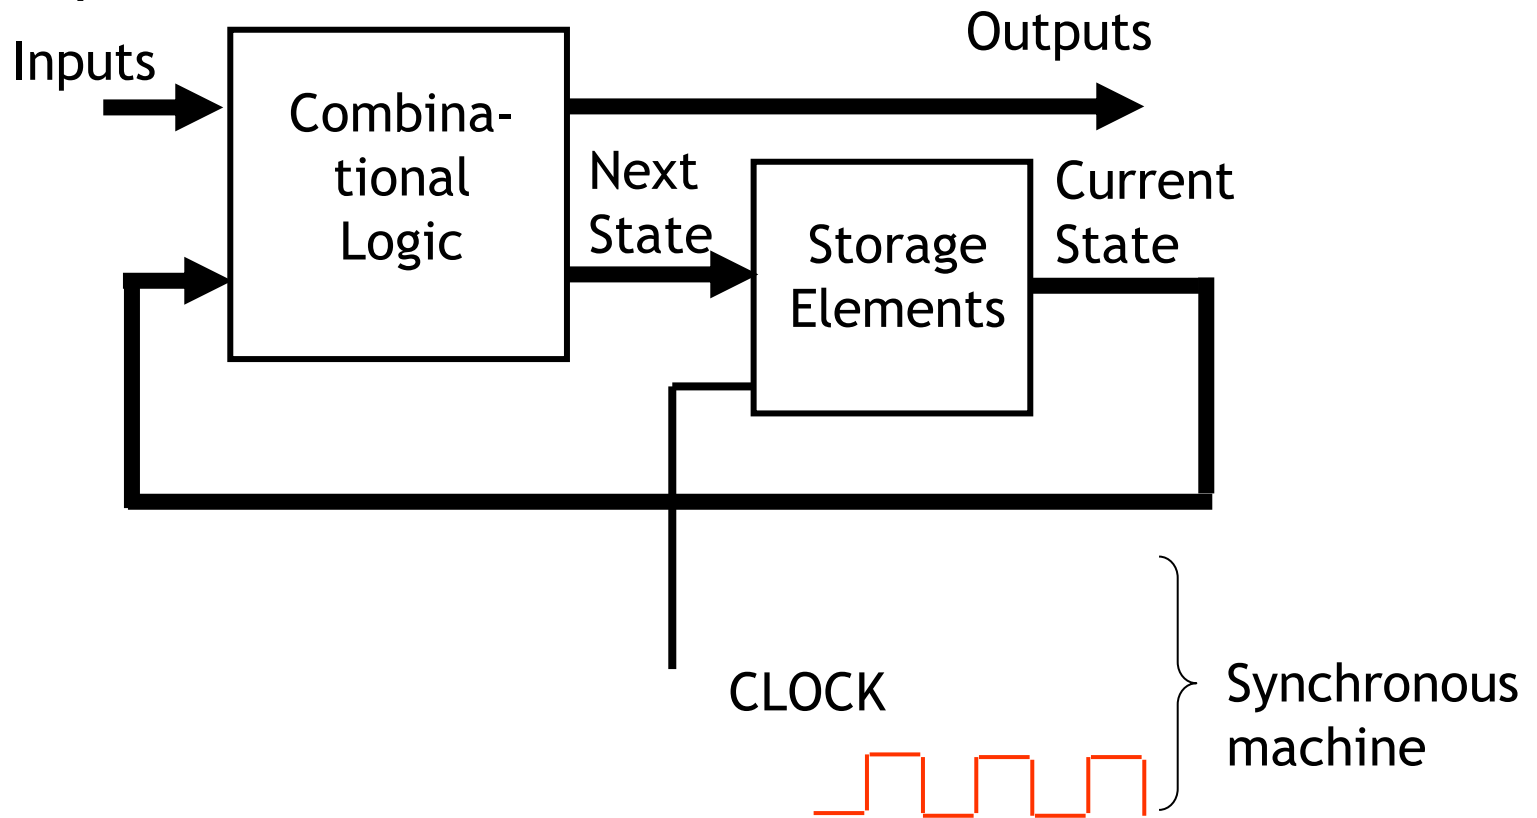 Inputs
Combina-
tional
Logic
Outputs
Next
State
Storage
Elements
Current
State
CLOCK
Synchronous
machine